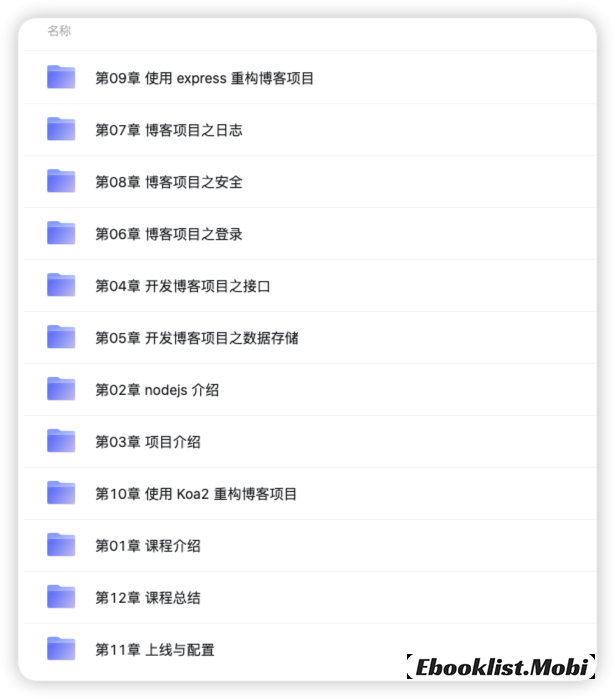 名称
第09章 使用 express 重构博客项目
第07章 博客项目之日志
第08章 博客项目之安全
第06章 博客项目之登录
第04章 开发博客项目之接口
第05章 开发博客项目之数据存储
第02章 nodejs 介绍
第03章 项目介绍
第10章 使用 Koa2 重构博客项目
第01章 课程介绍
第12章 课程总结
第11章 上线与配置
Ebooklist.Mobi